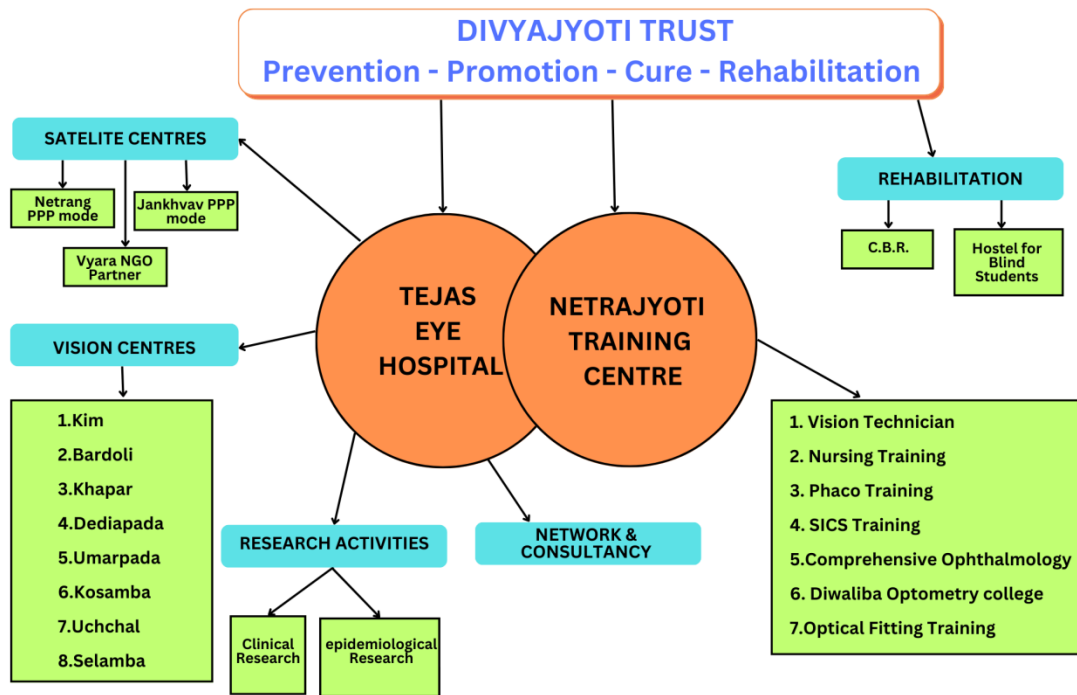 DIVYAJYOTI TRUST
Prevention - Promotion - Cure - Rehabilitation
SATELITE CENTRES
Netrang
PPP mode
Jankhvav PPP
mode
Vyara NGO
Partner
REHABILITATION
C.B.R.
Hostel for
Blind
Students
TEJAS
EYE
HOSPITAL
NETRAJYOTI
TRAINING
CENTRE
VISION CENTRES
1.Kim
2.Bardoli
3.Khapar
4.Dediapada
5.Umarpada
6.Kosamba
7.Uchchal
8.Selamba
RESEARCH ACTIVITIES
Clinical
Research
epidemiological
Research
NETWORK &
CONSULTANCY
1. Vision Technician
2. Nursing Training
3. Phaco Training
4. SICS Training
5.Comprehensive Ophthalmology
6. Diwaliba Optometry college
7.Optical Fitting Training